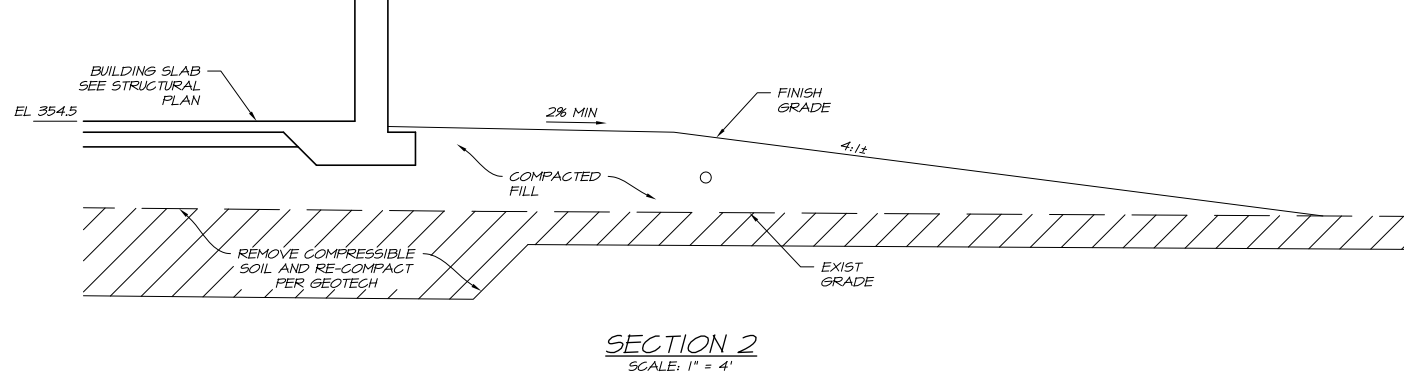 BUILDING SLAB
SEE STRUCTURAL
PLAN
EL 354.5
2% MIN
FINISH
GRADE
4:1±
COMPACTED
FILL
REMOVE COMPRESSIBLE
SOIL AND RE-COMPACT
PER GEOTECH
EXIST
GRADE
SECTION 2
SCALE: 1" = 4'